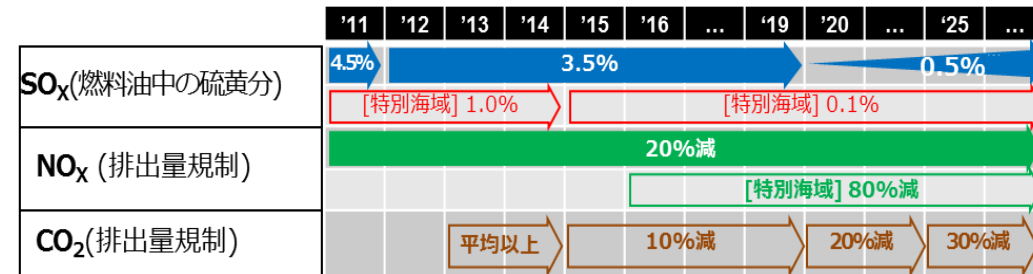 ’11 ’12 ’13 ’14 ’15 ’16 ... ’19 ’20 ... ‘25 ...
SOX(燃料油中の硫黄分) 4.5% 3.5% 0.5%
[特別海域] 1.0% [特別海域] 0.1%
NOX (排出量規制) 20%減
[特別海域] 80%減
CO2(排出量規制) 平均以上 10%減 20%減 30%減